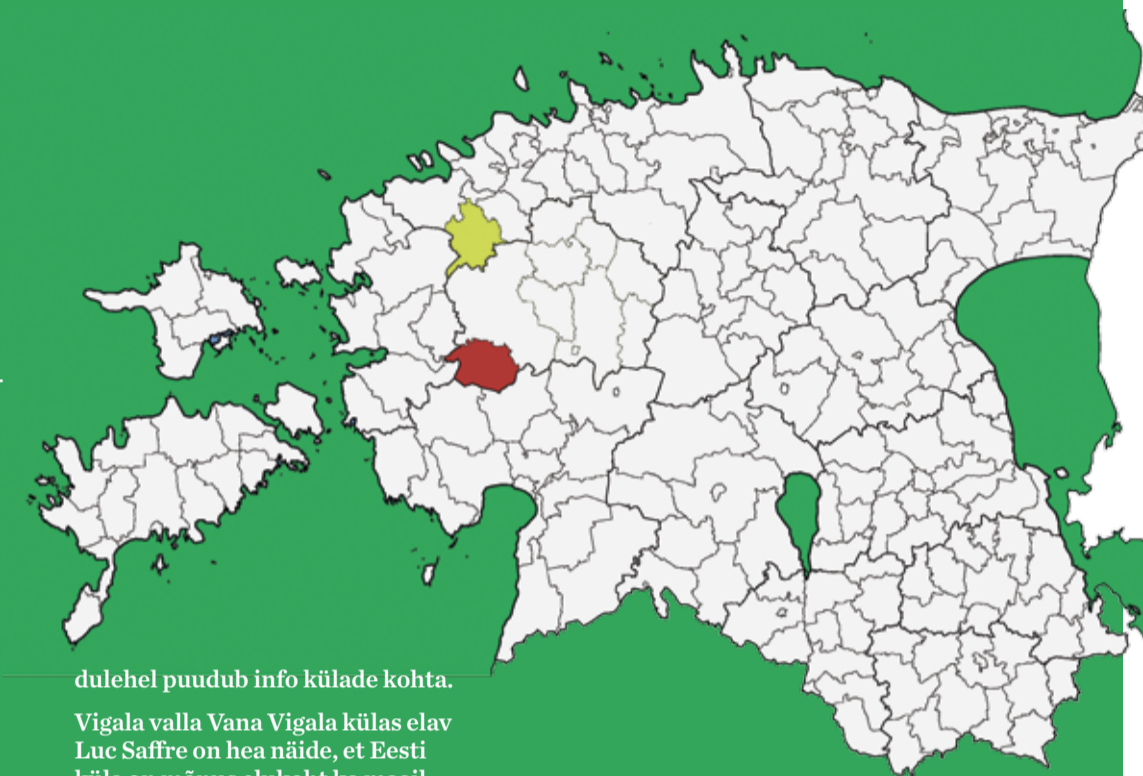 dulehel puudub info külade kohta.
Vigala valla Vana Vigala külas elav
Luc Saffre on hea näide, et Eesti